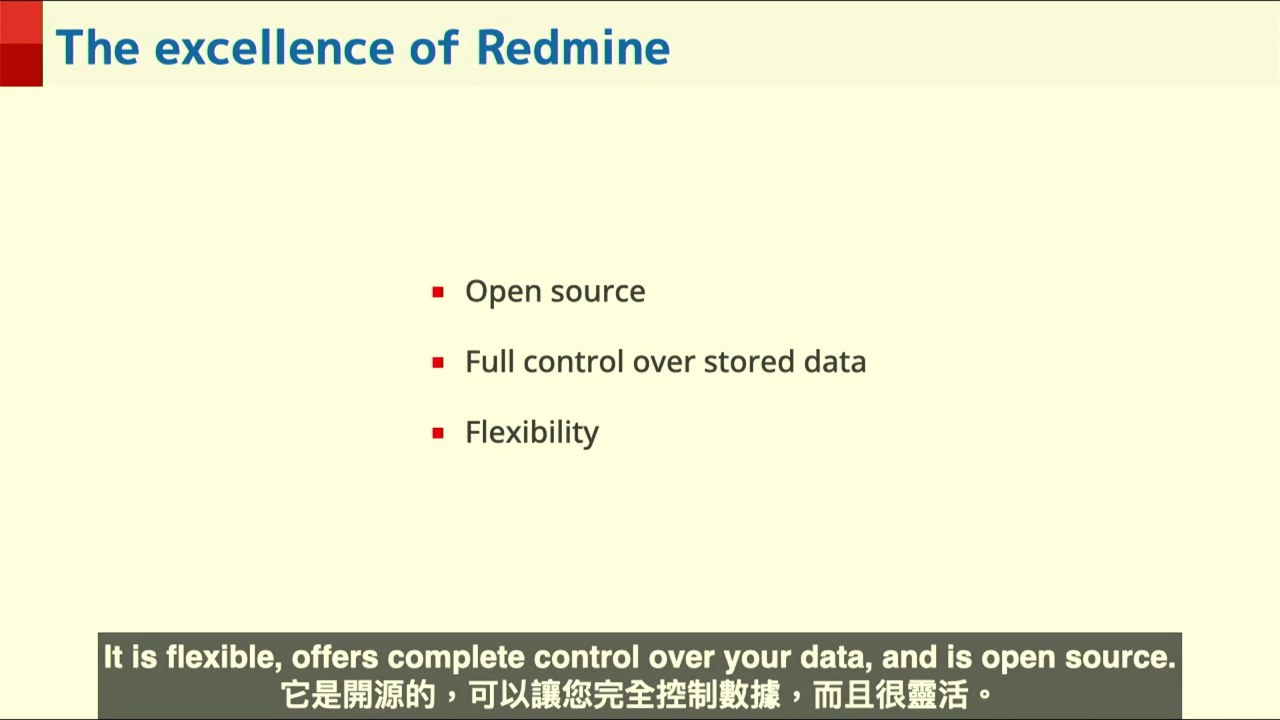 The excellence of Redmine
Open source
Full control over stored data
Flexibility
It is flexible, offers complete control over your data, and is open source.
它是開源的，可以讓您完全控制數據，而且很靈活。